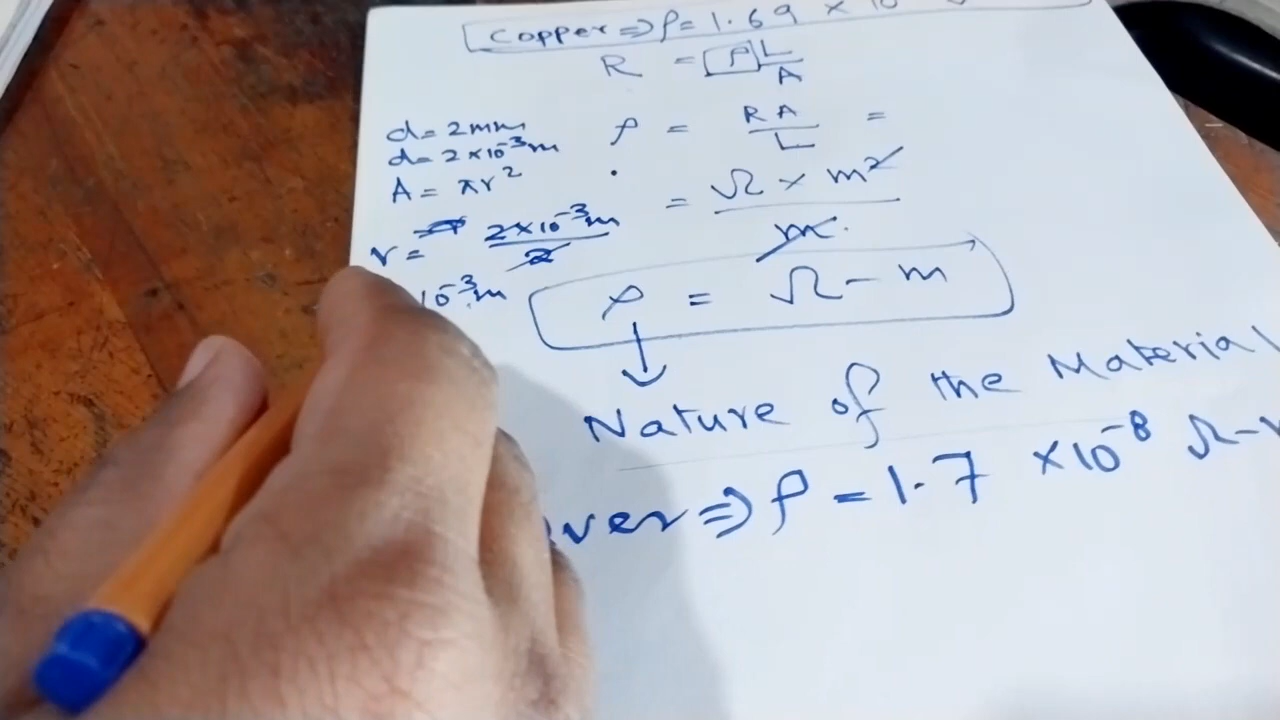 Copper ⇒ ρ = 1.69 × 10
R = ρ L/A
d = 2mm
d = 2×10⁻³m
A = πr²
ρ = RA/L =
= Ω × m²/m
r = 2×10⁻³m/2
10⁻³m
ρ = Ω - m
Nature of the Material
ver ⇒ ρ = 1.7 × 10⁻⁸ Ω-